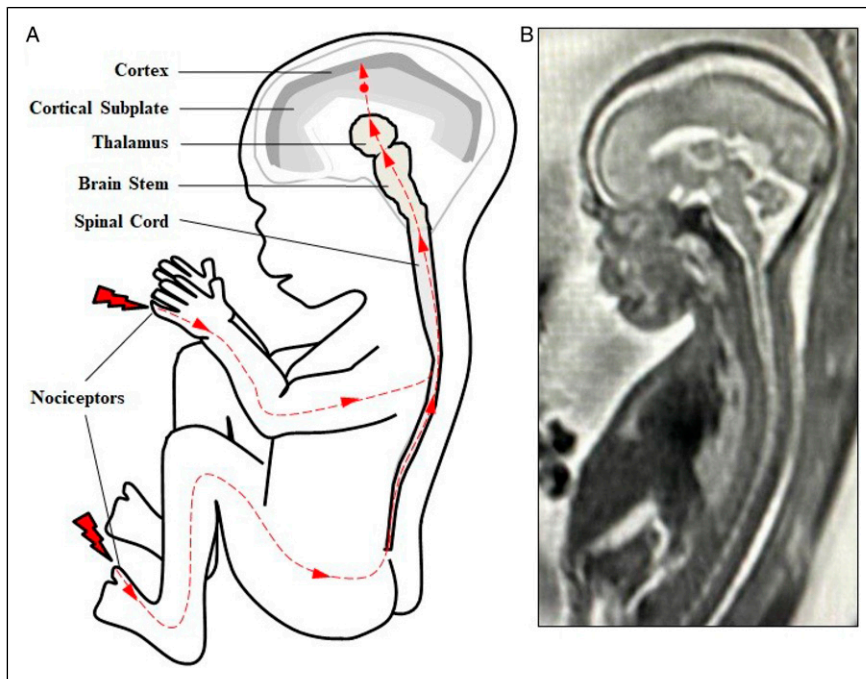 A
B
Cortex
Cortical Subplate
Thalamus
Brain Stem
Spinal Cord
Nociceptors